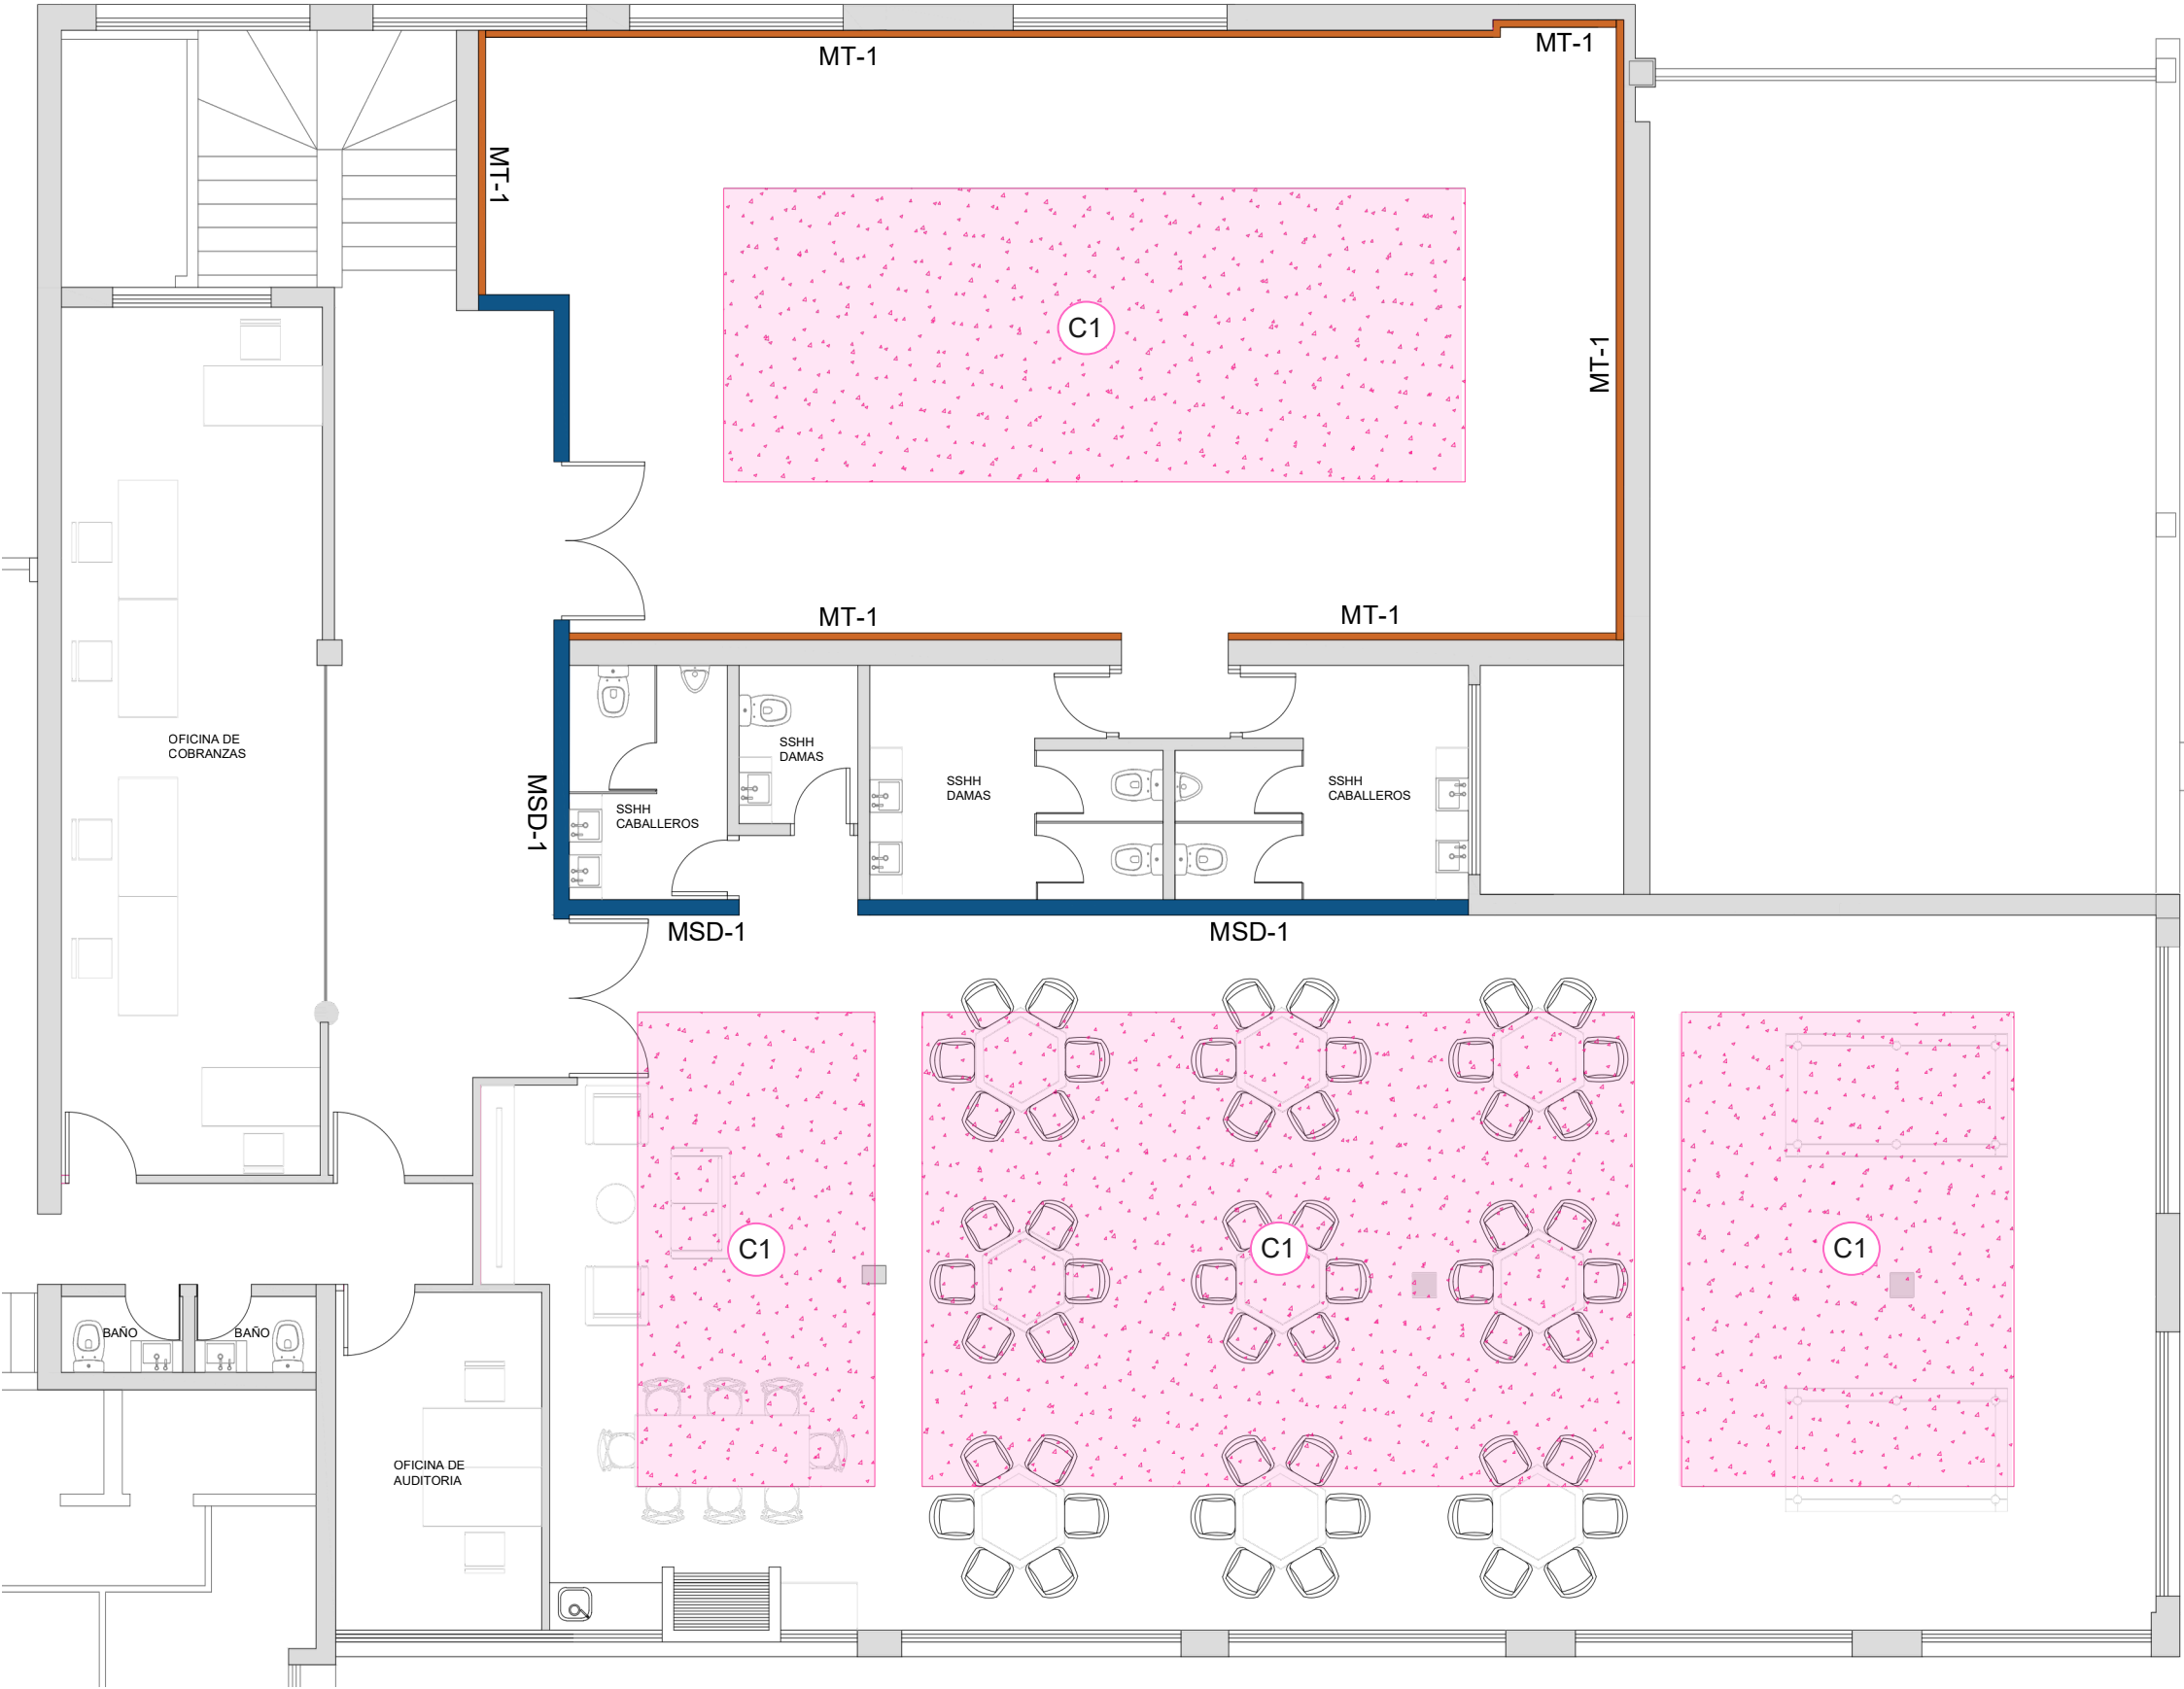 MT-1
MT-1
MT-1
C1
MT-1
MT-1
MT-1
OFICINA DE
COBRANZAS
SSHH
DAMAS
SSHH
DAMAS
SSHH
CABALLEROS
MSD-1
SSHH
CABALLEROS
MSD-1
MSD-1
C1
C1
C1
BAÑO
BAÑO
OFICINA DE
AUDITORIA